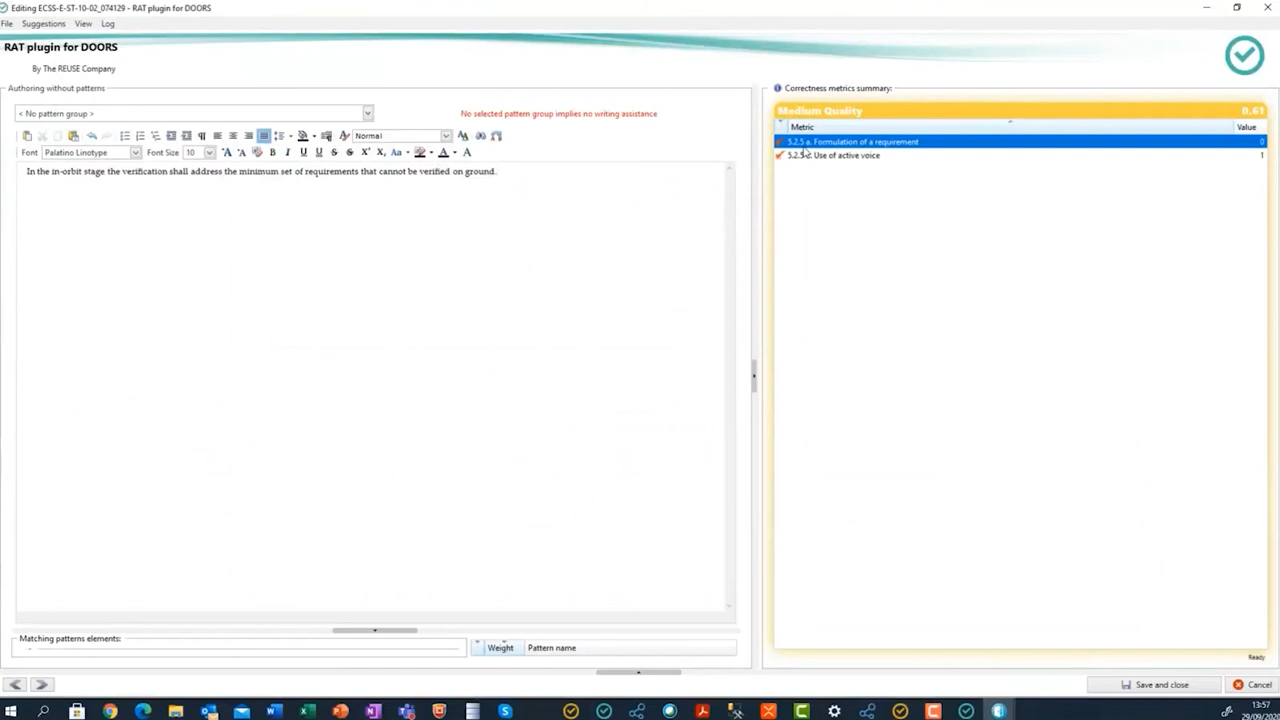 Editing ECSS-E-ST-10-02_074129 - RAT plugin for DOORS
File Suggestions View Log
RAT plugin for DOORS
By The REUSE Company
Authoring without patterns
< No pattern group >
No selected pattern group implies no writing assistance
Normal
Font Palatino Linotype Font Size 10
In the in-orbit stage the verification shall address the minimum set of requirements that cannot be verified on ground.
Matching patterns elements:
Weight Pattern name
Correctness metrics summary:
Medium Quality 0.61
Metric Value
5.2.5 a. Formulation of a requirement 0
Use of active voice 1
Ready
Save and close Cancel
13:57